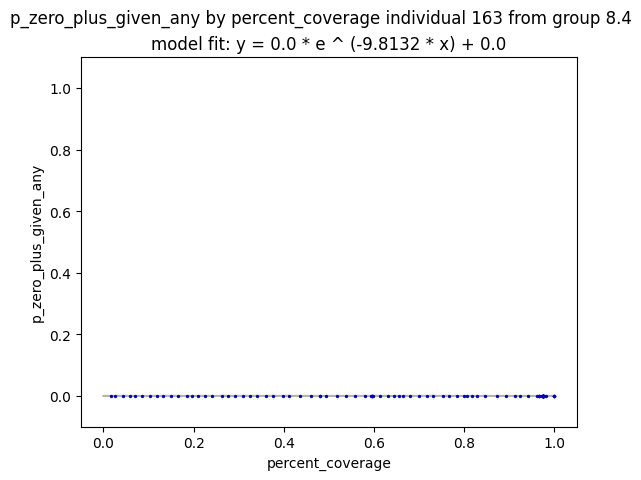 p_zero_plus_given_any by percent_coverage individual 163 from group 8.4
model fit: y = 0.0 * e ^ (-9.8132 * x) + 0.0
p_zero_plus_given_any
1.0
0.8
0.6
0.4
0.2
0.0
0.0 0.2 0.4 0.6 0.8 1.0
percent_coverage